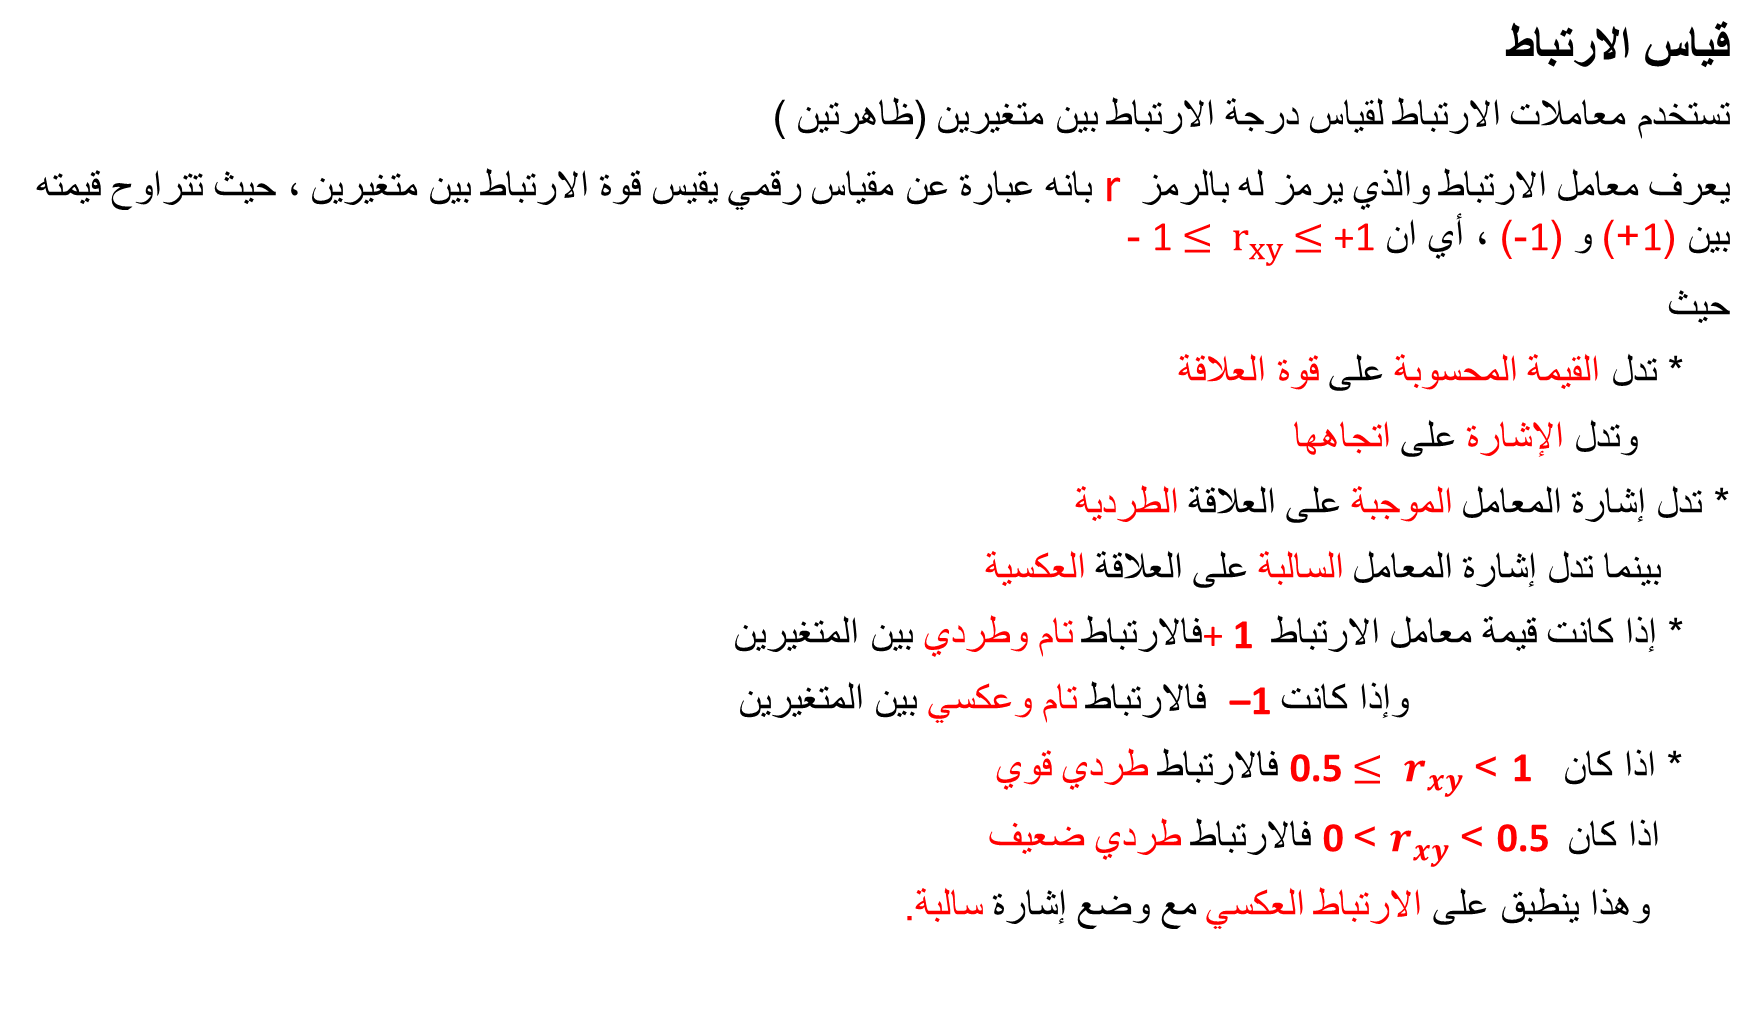 قياس الارتباط
تستخدم معاملات الارتباط لقياس درجة الارتباط بين متغيرين (ظاهرتين )
يعرف معامل الارتباط والذي يرمز له بالرمز r بانه عبارة عن مقياس رقمي يقيس قوة الارتباط بين متغيرين ، حيث تتراوح قيمته
بين (+1) و (-1) ، أي ان - 1 ≤ r_xy ≤ +1
حيث
* تدل القيمة المحسوبة على قوة العلاقة
وتدل الإشارة على اتجاهها
* تدل إشارة المعامل الموجبة على العلاقة الطردية
بينما تدل إشارة المعامل السالبة على العلاقة العكسية
* إذا كانت قيمة معامل الارتباط 1 +فالارتباط تام وطردي بين المتغيرين
وإذا كانت 1– فالارتباط تام وعكسي بين المتغيرين
* اذا كان 0.5 ≤ r_xy < 1 فالارتباط طردي قوي
اذا كان 0 < r_xy < 0.5 فالارتباط طردي ضعيف
وهذا ينطبق على الارتباط العكسي مع وضع إشارة سالبة.